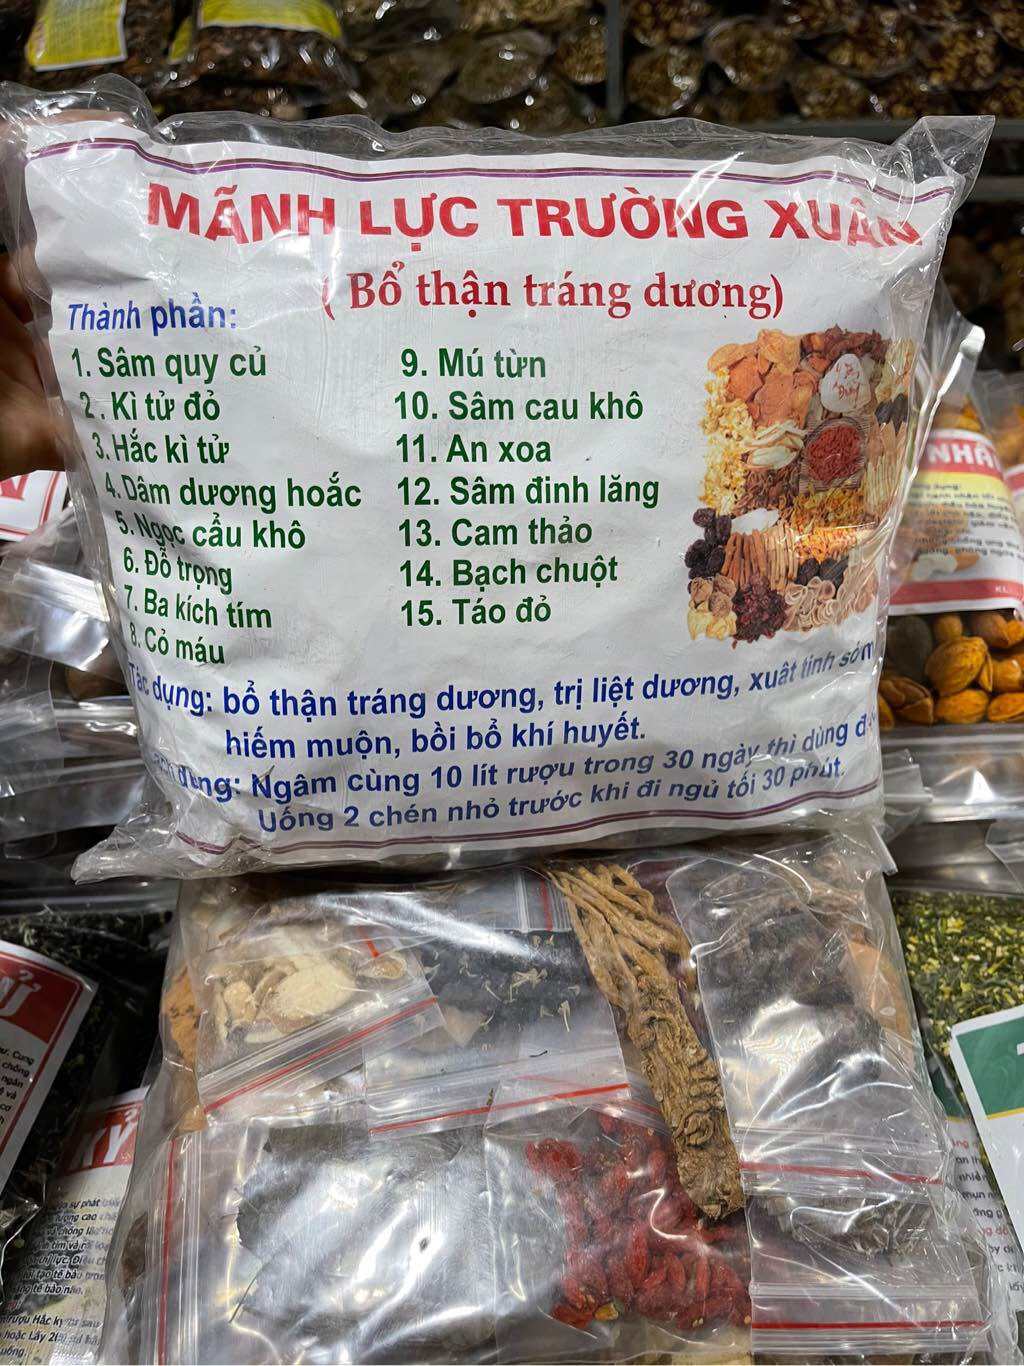 MÃNH LỰC TRƯỜNG XUÂN
( Bổ thận tráng dương)
Thành phần:
1. Sâm quy củ
2. Kì tử đỏ
3. Hắc kì tử
4. Dâm dương hoắc
5. Ngọc cẩu khô
6. Đỗ trọng
7. Ba kích tím
8. Cỏ máu
9. Mú từn
10. Sâm cau khô
11. An xoa
12. Sâm đinh lăng
13. Cam thảo
14. Bạch chuột
15. Táo đỏ
Tác dụng: bổ thận tráng dương, trị liệt dương, xuất tinh sớm
hiếm muộn, bồi bổ khí huyết.
dùng: Ngâm cùng 10 lít rượu trong 30 ngày thì dùng
Uống 2 chén nhỏ trước khi đi ngủ tối 30 phút.